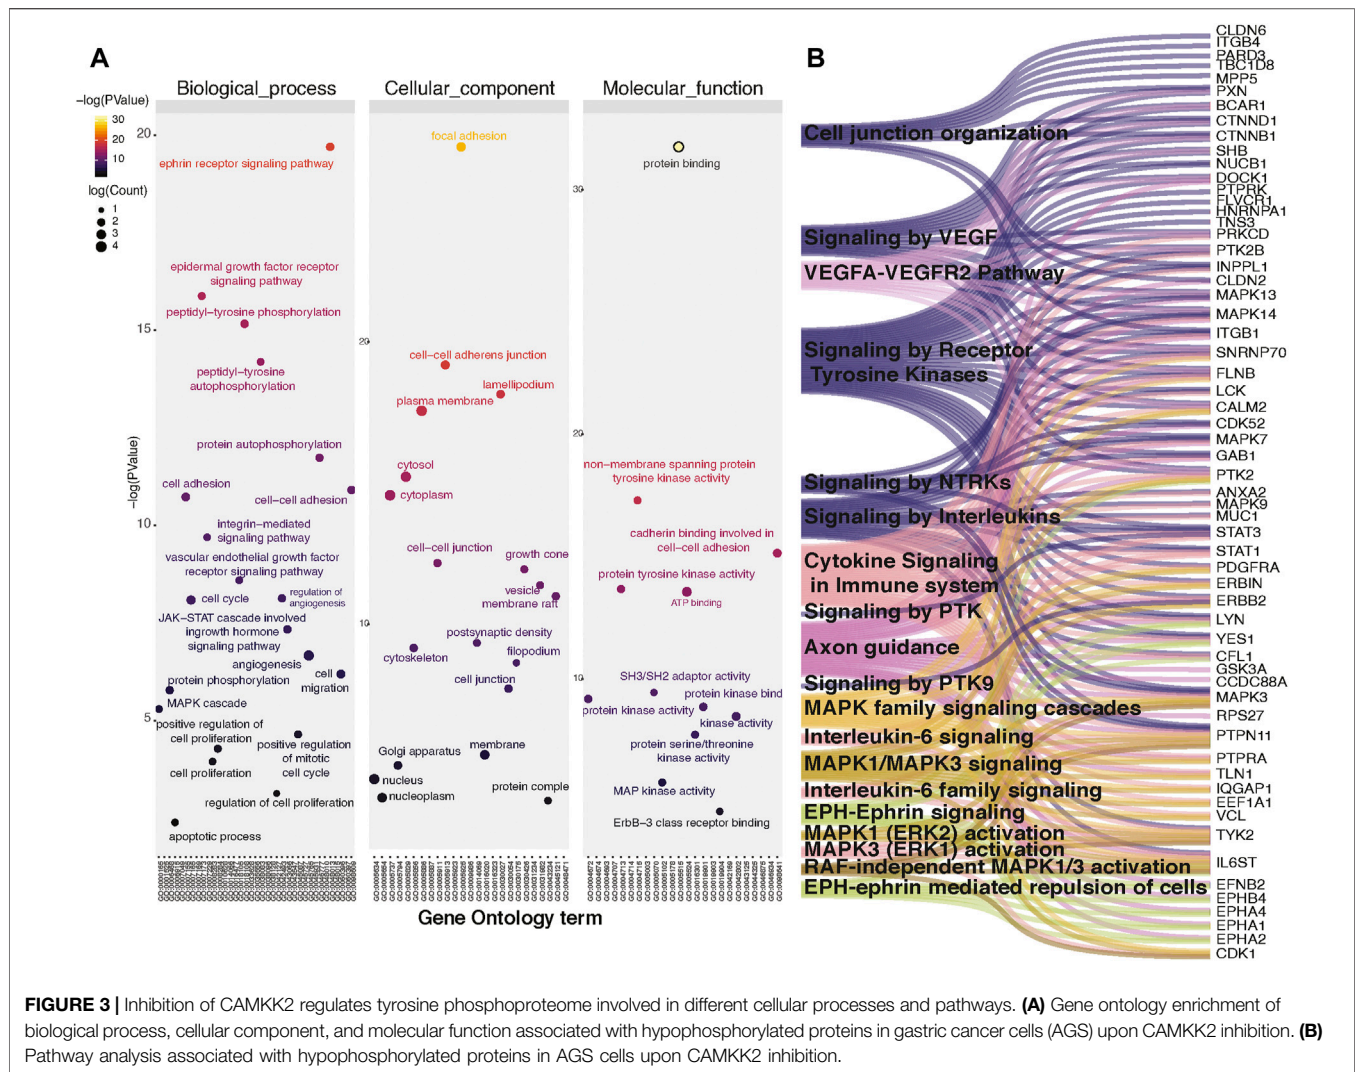 A
B
Biological_process
Cellular_component
Molecular_function
−log(PValue)
30
20
10
log(Count)
1
2
3
4
−log(PValue)
20
15
10
5
ephrin receptor signaling pathway
epidermal growth factor receptor
signaling pathway
peptidyl−tyrosine phosphorylation
peptidyl−tyrosine
autophosphorylation
protein autophosphorylation
cell adhesion
cell−cell adhesion
integrin−mediated
signaling pathway
vascular endothelial growth factor
receptor signaling pathway
cell cycle
regulation of
angiogenesis
JAK−STAT cascade involved
ingrowth hormone
signaling pathway
angiogenesis
cell
migration
protein phosphorylation
MAPK cascade
positive regulation of
cell proliferation
positive regulation
of mitotic
cell cycle
cell proliferation
regulation of cell proliferation
apoptotic process
20
10
focal adhesion
cell−cell adherens junction
lamellipodium
plasma membrane
cytosol
cytoplasm
cell−cell junction
growth cone
vesicle
membrane raft
postsynaptic density
cytoskeleton
filopodium
cell junction
Golgi apparatus
membrane
nucleus
nucleoplasm
protein comple
30
20
10
protein binding
non−membrane spanning protein
tyrosine kinase activity
cadherin binding involved in
cell−cell adhesion
protein tyrosine kinase activity
ATP binding
SH3/SH2 adaptor activity
protein kinase bind
protein kinase activity
kinase activity
protein serine/threonine
kinase activity
MAP kinase activity
ErbB−3 class receptor binding
Gene Ontology term
Cell junction organization
Signaling by VEGF
VEGFA-VEGFR2 Pathway
Signaling by Receptor
Tyrosine Kinases
Signaling by NTRKs
Signaling by Interleukins
Cytokine Signaling
in Immune system
Signaling by PTK
Axon guidance
Signaling by PTK9
MAPK family signaling cascades
Interleukin-6 signaling
MAPK1/MAPK3 signaling
Interleukin-6 family signaling
EPH-Ephrin signaling
MAPK1 (ERK2) activation
MAPK3 (ERK1) activation
RAF-independent MAPK1/3 activation
EPH-ephrin mediated repulsion of cells
CLDN6
ITGB4
PARD3
TBC1D8
MPP5
PXN
BCAR1
CTNND1
CTNNB1
SHB
NUCB1
DOCK1
PTPRK
FLVCR1
HNRNPA1
TNS3
PRKCD
PTK2B
INPPL1
CLDN2
MAPK13
MAPK14
ITGB1
SNRNP70
FLNB
LCK
CALM2
CDK52
MAPK7
GAB1
PTK2
ANXA2
MAPK9
MUC1
STAT3
STAT1
PDGFRA
ERBIN
ERBB2
LYN
YES1
CFL1
GSK3A
CCDC88A
MAPK3
RPS27
PTPN11
PTPRA
TLN1
IQGAP1
EEF1A1
VCL
TYK2
IL6ST
EFNB2
EPHB4
EPHA4
EPHA1
EPHA2
CDK1
FIGURE 3 | Inhibition of CAMKK2 regulates tyrosine phosphoproteome involved in different cellular processes and pathways. (A) Gene ontology enrichment of
biological process, cellular component, and molecular function associated with hypophosphorylated proteins in gastric cancer cells (AGS) upon CAMKK2 inhibition. (B)
Pathway analysis associated with hypophosphorylated proteins in AGS cells upon CAMKK2 inhibition.